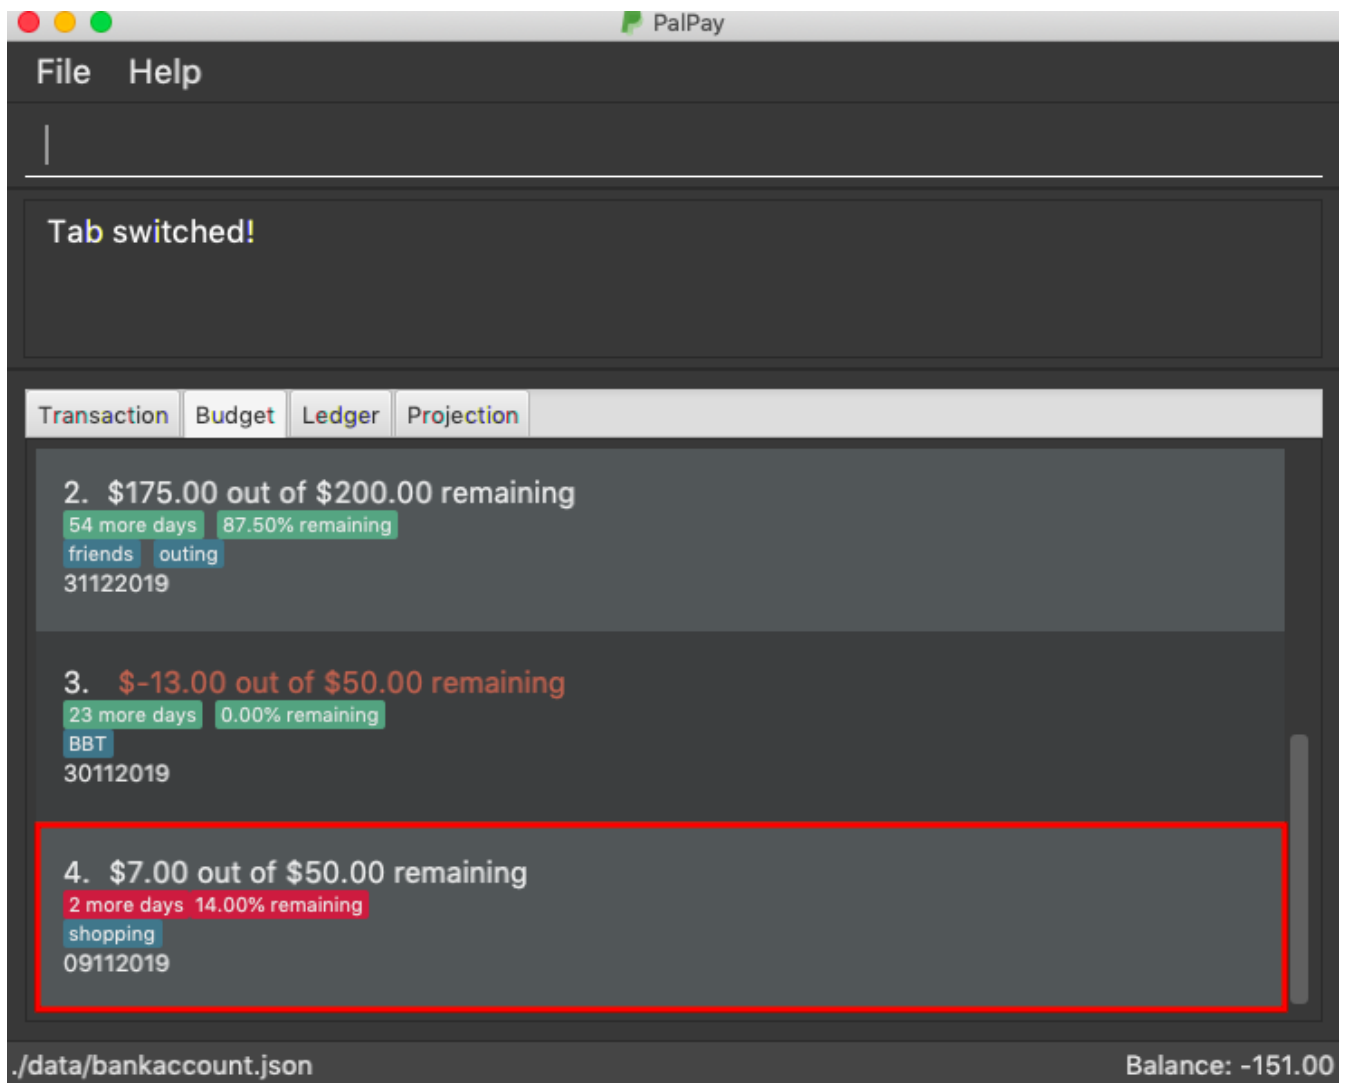 PalPay
File Help
Tab switched!
Transaction Budget Ledger Projection
2. $175.00 out of $200.00 remaining
54 more days 87.50% remaining
friends outing
31122019
3. $-13.00 out of $50.00 remaining
23 more days 0.00% remaining
BBT
30112019
4. $7.00 out of $50.00 remaining
2 more days 14.00% remaining
shopping
09112019
./data/bankaccount.json Balance: -151.00